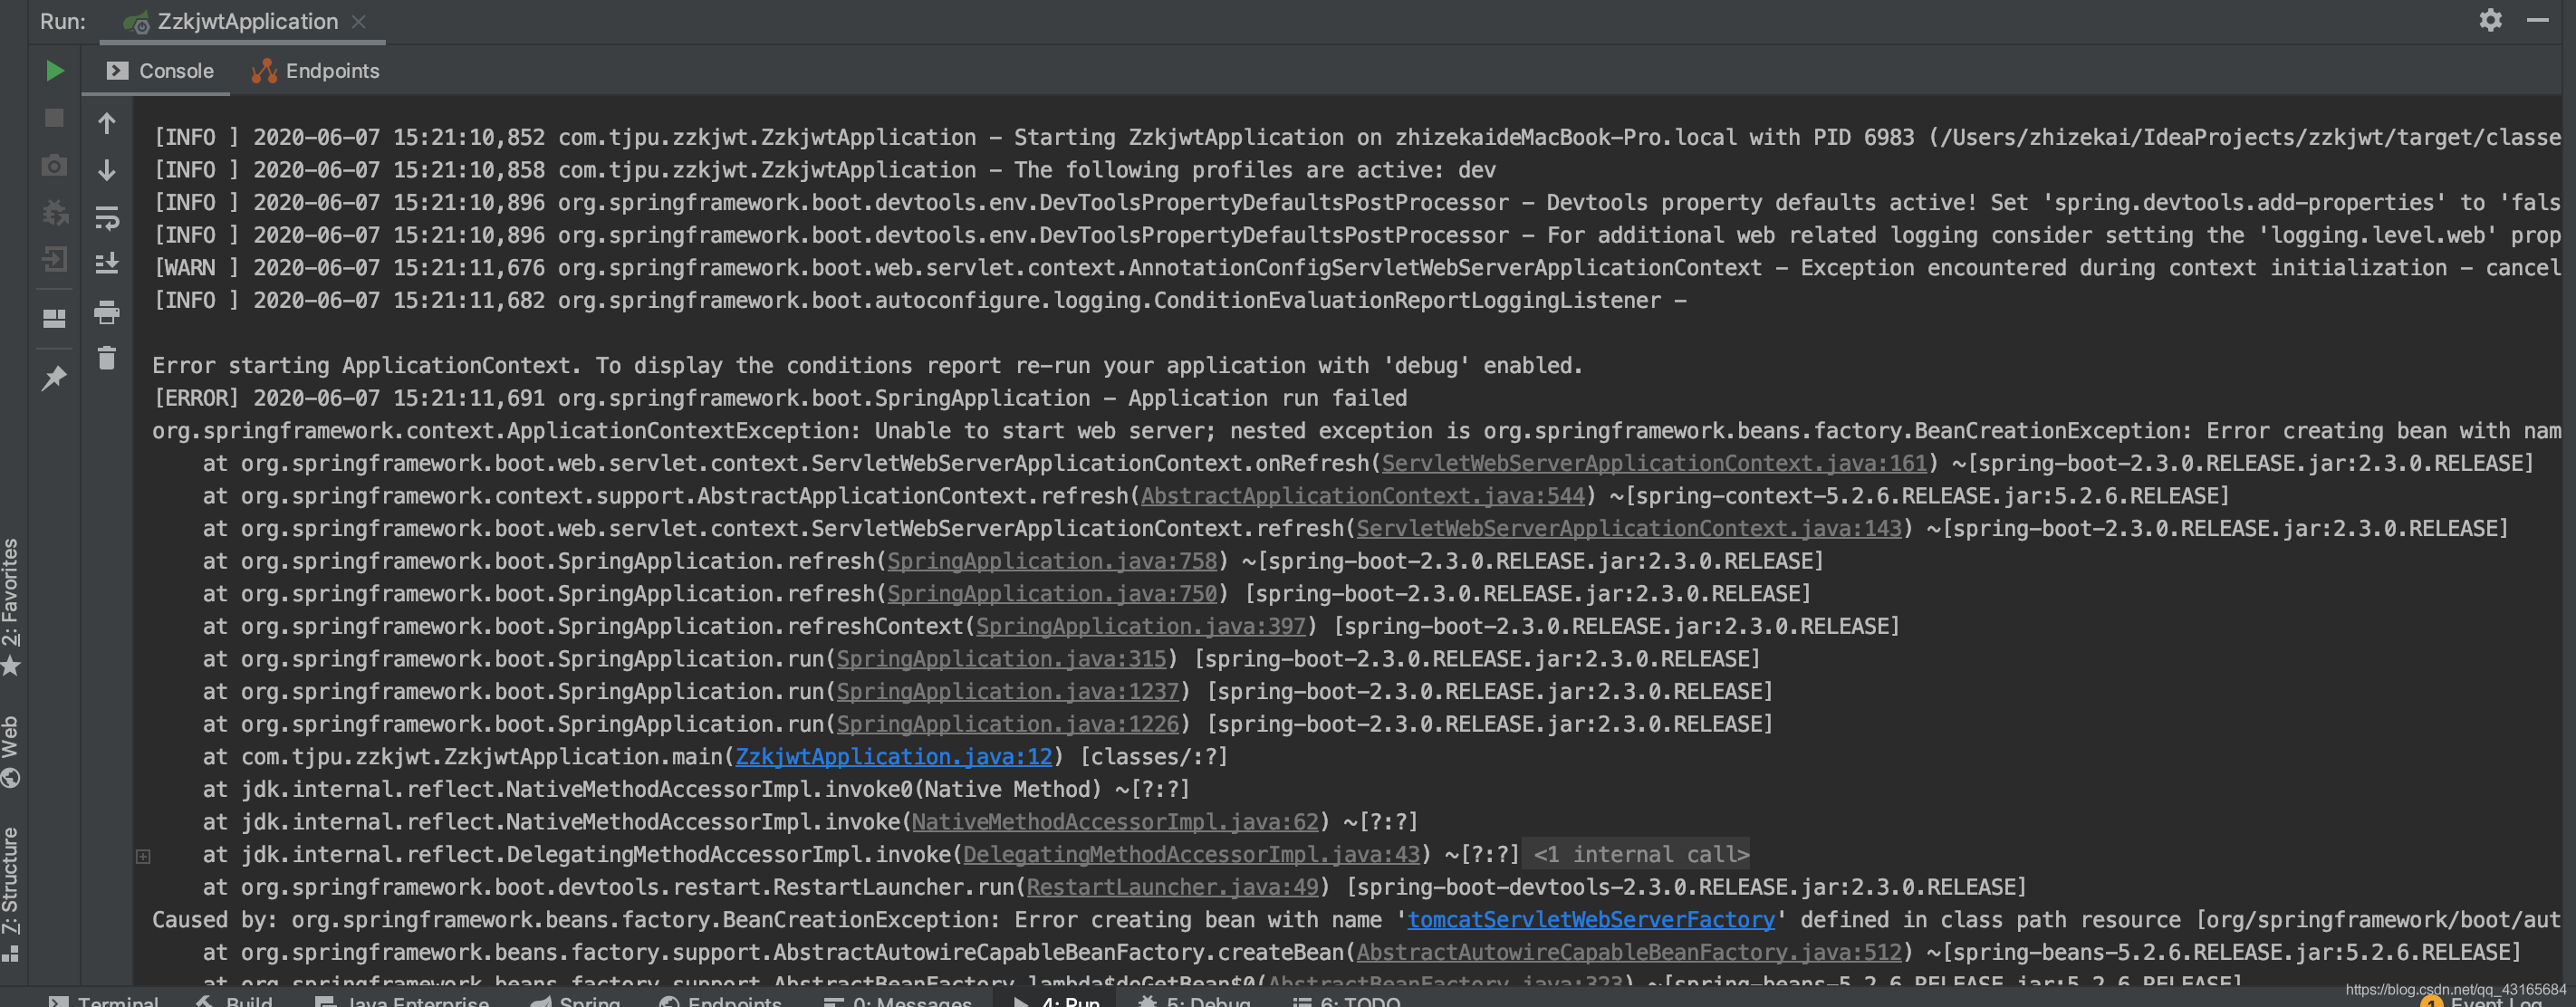 Run: ZzkjwtApplication
Console Endpoints
[INFO ] 2020-06-07 15:21:10,852 com.tjpu.zzkjwt.ZzkjwtApplication - Starting ZzkjwtApplication on zhizekaideMacBook-Pro.local with PID 6983 (/Users/zhizekai/IdeaProjects/zzkjwt/target/classe
[INFO ] 2020-06-07 15:21:10,858 com.tjpu.zzkjwt.ZzkjwtApplication - The following profiles are active: dev
[INFO ] 2020-06-07 15:21:10,896 org.springframework.boot.devtools.env.DevToolsPropertyDefaultsPostProcessor - Devtools property defaults active! Set 'spring.devtools.add-properties' to 'fals
[INFO ] 2020-06-07 15:21:10,896 org.springframework.boot.devtools.env.DevToolsPropertyDefaultsPostProcessor - For additional web related logging consider setting the 'logging.level.web' prop
[WARN ] 2020-06-07 15:21:11,676 org.springframework.boot.web.servlet.context.AnnotationConfigServletWebServerApplicationContext - Exception encountered during context initialization - cancel
[INFO ] 2020-06-07 15:21:11,682 org.springframework.boot.autoconfigure.logging.ConditionEvaluationReportLoggingListener -
Error starting ApplicationContext. To display the conditions report re-run your application with 'debug' enabled.
[ERROR] 2020-06-07 15:21:11,691 org.springframework.boot.SpringApplication - Application run failed
org.springframework.context.ApplicationContextException: Unable to start web server; nested exception is org.springframework.beans.factory.BeanCreationException: Error creating bean with nam
at org.springframework.boot.web.servlet.context.ServletWebServerApplicationContext.onRefresh(ServletWebServerApplicationContext.java:161) ~[spring-boot-2.3.0.RELEASE.jar:2.3.0.RELEASE]
at org.springframework.context.support.AbstractApplicationContext.refresh(AbstractApplicationContext.java:544) ~[spring-context-5.2.6.RELEASE.jar:5.2.6.RELEASE]
at org.springframework.boot.web.servlet.context.ServletWebServerApplicationContext.refresh(ServletWebServerApplicationContext.java:143) ~[spring-boot-2.3.0.RELEASE.jar:2.3.0.RELEASE]
at org.springframework.boot.SpringApplication.refresh(SpringApplication.java:758) ~[spring-boot-2.3.0.RELEASE.jar:2.3.0.RELEASE]
at org.springframework.boot.SpringApplication.refresh(SpringApplication.java:750) [spring-boot-2.3.0.RELEASE.jar:2.3.0.RELEASE]
at org.springframework.boot.SpringApplication.refreshContext(SpringApplication.java:397) [spring-boot-2.3.0.RELEASE.jar:2.3.0.RELEASE]
at org.springframework.boot.SpringApplication.run(SpringApplication.java:315) [spring-boot-2.3.0.RELEASE.jar:2.3.0.RELEASE]
at org.springframework.boot.SpringApplication.run(SpringApplication.java:1237) [spring-boot-2.3.0.RELEASE.jar:2.3.0.RELEASE]
at org.springframework.boot.SpringApplication.run(SpringApplication.java:1226) [spring-boot-2.3.0.RELEASE.jar:2.3.0.RELEASE]
at com.tjpu.zzkjwt.ZzkjwtApplication.main(ZzkjwtApplication.java:12) [classes/:?]
at jdk.internal.reflect.NativeMethodAccessorImpl.invoke0(Native Method) ~[?:?]
at jdk.internal.reflect.NativeMethodAccessorImpl.invoke(NativeMethodAccessorImpl.java:62) ~[?:?]
at jdk.internal.reflect.DelegatingMethodAccessorImpl.invoke(DelegatingMethodAccessorImpl.java:43) ~[?:?] <1 internal call>
at org.springframework.boot.devtools.restart.RestartLauncher.run(RestartLauncher.java:49) [spring-boot-devtools-2.3.0.RELEASE.jar:2.3.0.RELEASE]
Caused by: org.springframework.beans.factory.BeanCreationException: Error creating bean with name 'tomcatServletWebServerFactory' defined in class path resource [org/springframework/boot/aut
at org.springframework.beans.factory.support.AbstractAutowireCapableBeanFactory.createBean(AbstractAutowireCapableBeanFactory.java:512) ~[spring-beans-5.2.6.RELEASE.jar:5.2.6.RELEASE]
at org.springframework.beans.factory.support.AbstractBeanFactory.lambda$doGetBean$0(AbstractBeanFactory.java:323) ~[spring-beans-5.2.6.RELEASE.jar:5.2.6.RELEASE]
2: Favorites
Web
Z: Structure
Terminal Build Java Enterprise Spring Endpoints 0: Messages 4: Run 5: Debug 6: TODO 1 Event Log
https://blog.csdn.net/qq_43165684